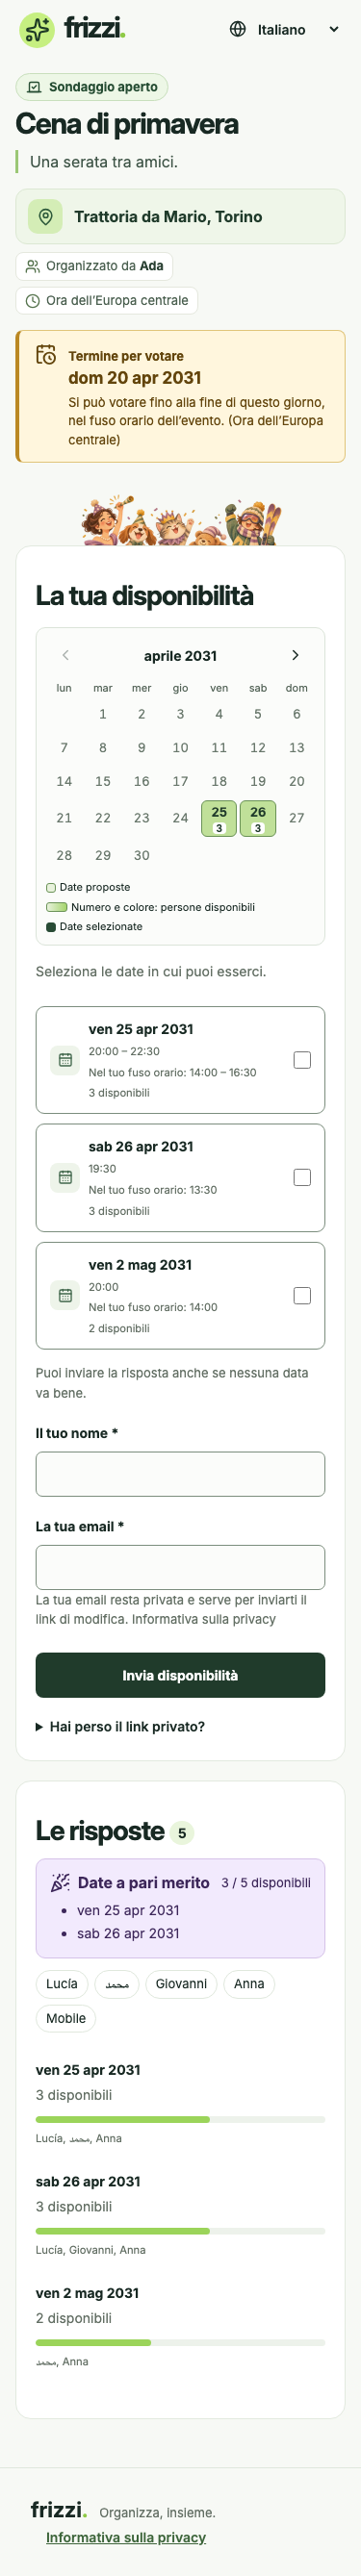 frizzi.
Italiano
Sondaggio aperto
Cena di primavera
Una serata tra amici.
Trattoria da Mario, Torino
Organizzato da Ada
Ora dell'Europa centrale
Termine per votare
dom 20 apr 2031
Si può votare fino alla fine di questo giorno,
nel fuso orario dell'evento. (Ora dell'Europa
centrale)
La tua disponibilità
aprile 2031
lun mar mer gio ven sab dom
1 2 3 4 5 6
7 8 9 10 11 12 13
14 15 16 17 18 19 20
21 22 23 24 25 26 27
3 3
28 29 30
Date proposte
Numero e colore: persone disponibili
Date selezionate
Seleziona le date in cui puoi esserci.
ven 25 apr 2031
20:00 – 22:30
Nel tuo fuso orario: 14:00 – 16:30
3 disponibili
sab 26 apr 2031
19:30
Nel tuo fuso orario: 13:30
3 disponibili
ven 2 mag 2031
20:00
Nel tuo fuso orario: 14:00
2 disponibili
Puoi inviare la risposta anche se nessuna data
va bene.
Il tuo nome *
La tua email *
La tua email resta privata e serve per inviarti il
link di modifica. Informativa sulla privacy
Invia disponibilità
Hai perso il link privato?
Le risposte 5
Date a pari merito 3 / 5 disponibili
ven 25 apr 2031
sab 26 apr 2031
Lucía Giovanni Anna
Mobile
ven 25 apr 2031
3 disponibili
Lucía, Anna
sab 26 apr 2031
3 disponibili
Lucía, Giovanni, Anna
ven 2 mag 2031
2 disponibili
Anna
frizzi. Organizza, insieme.
Informativa sulla privacy